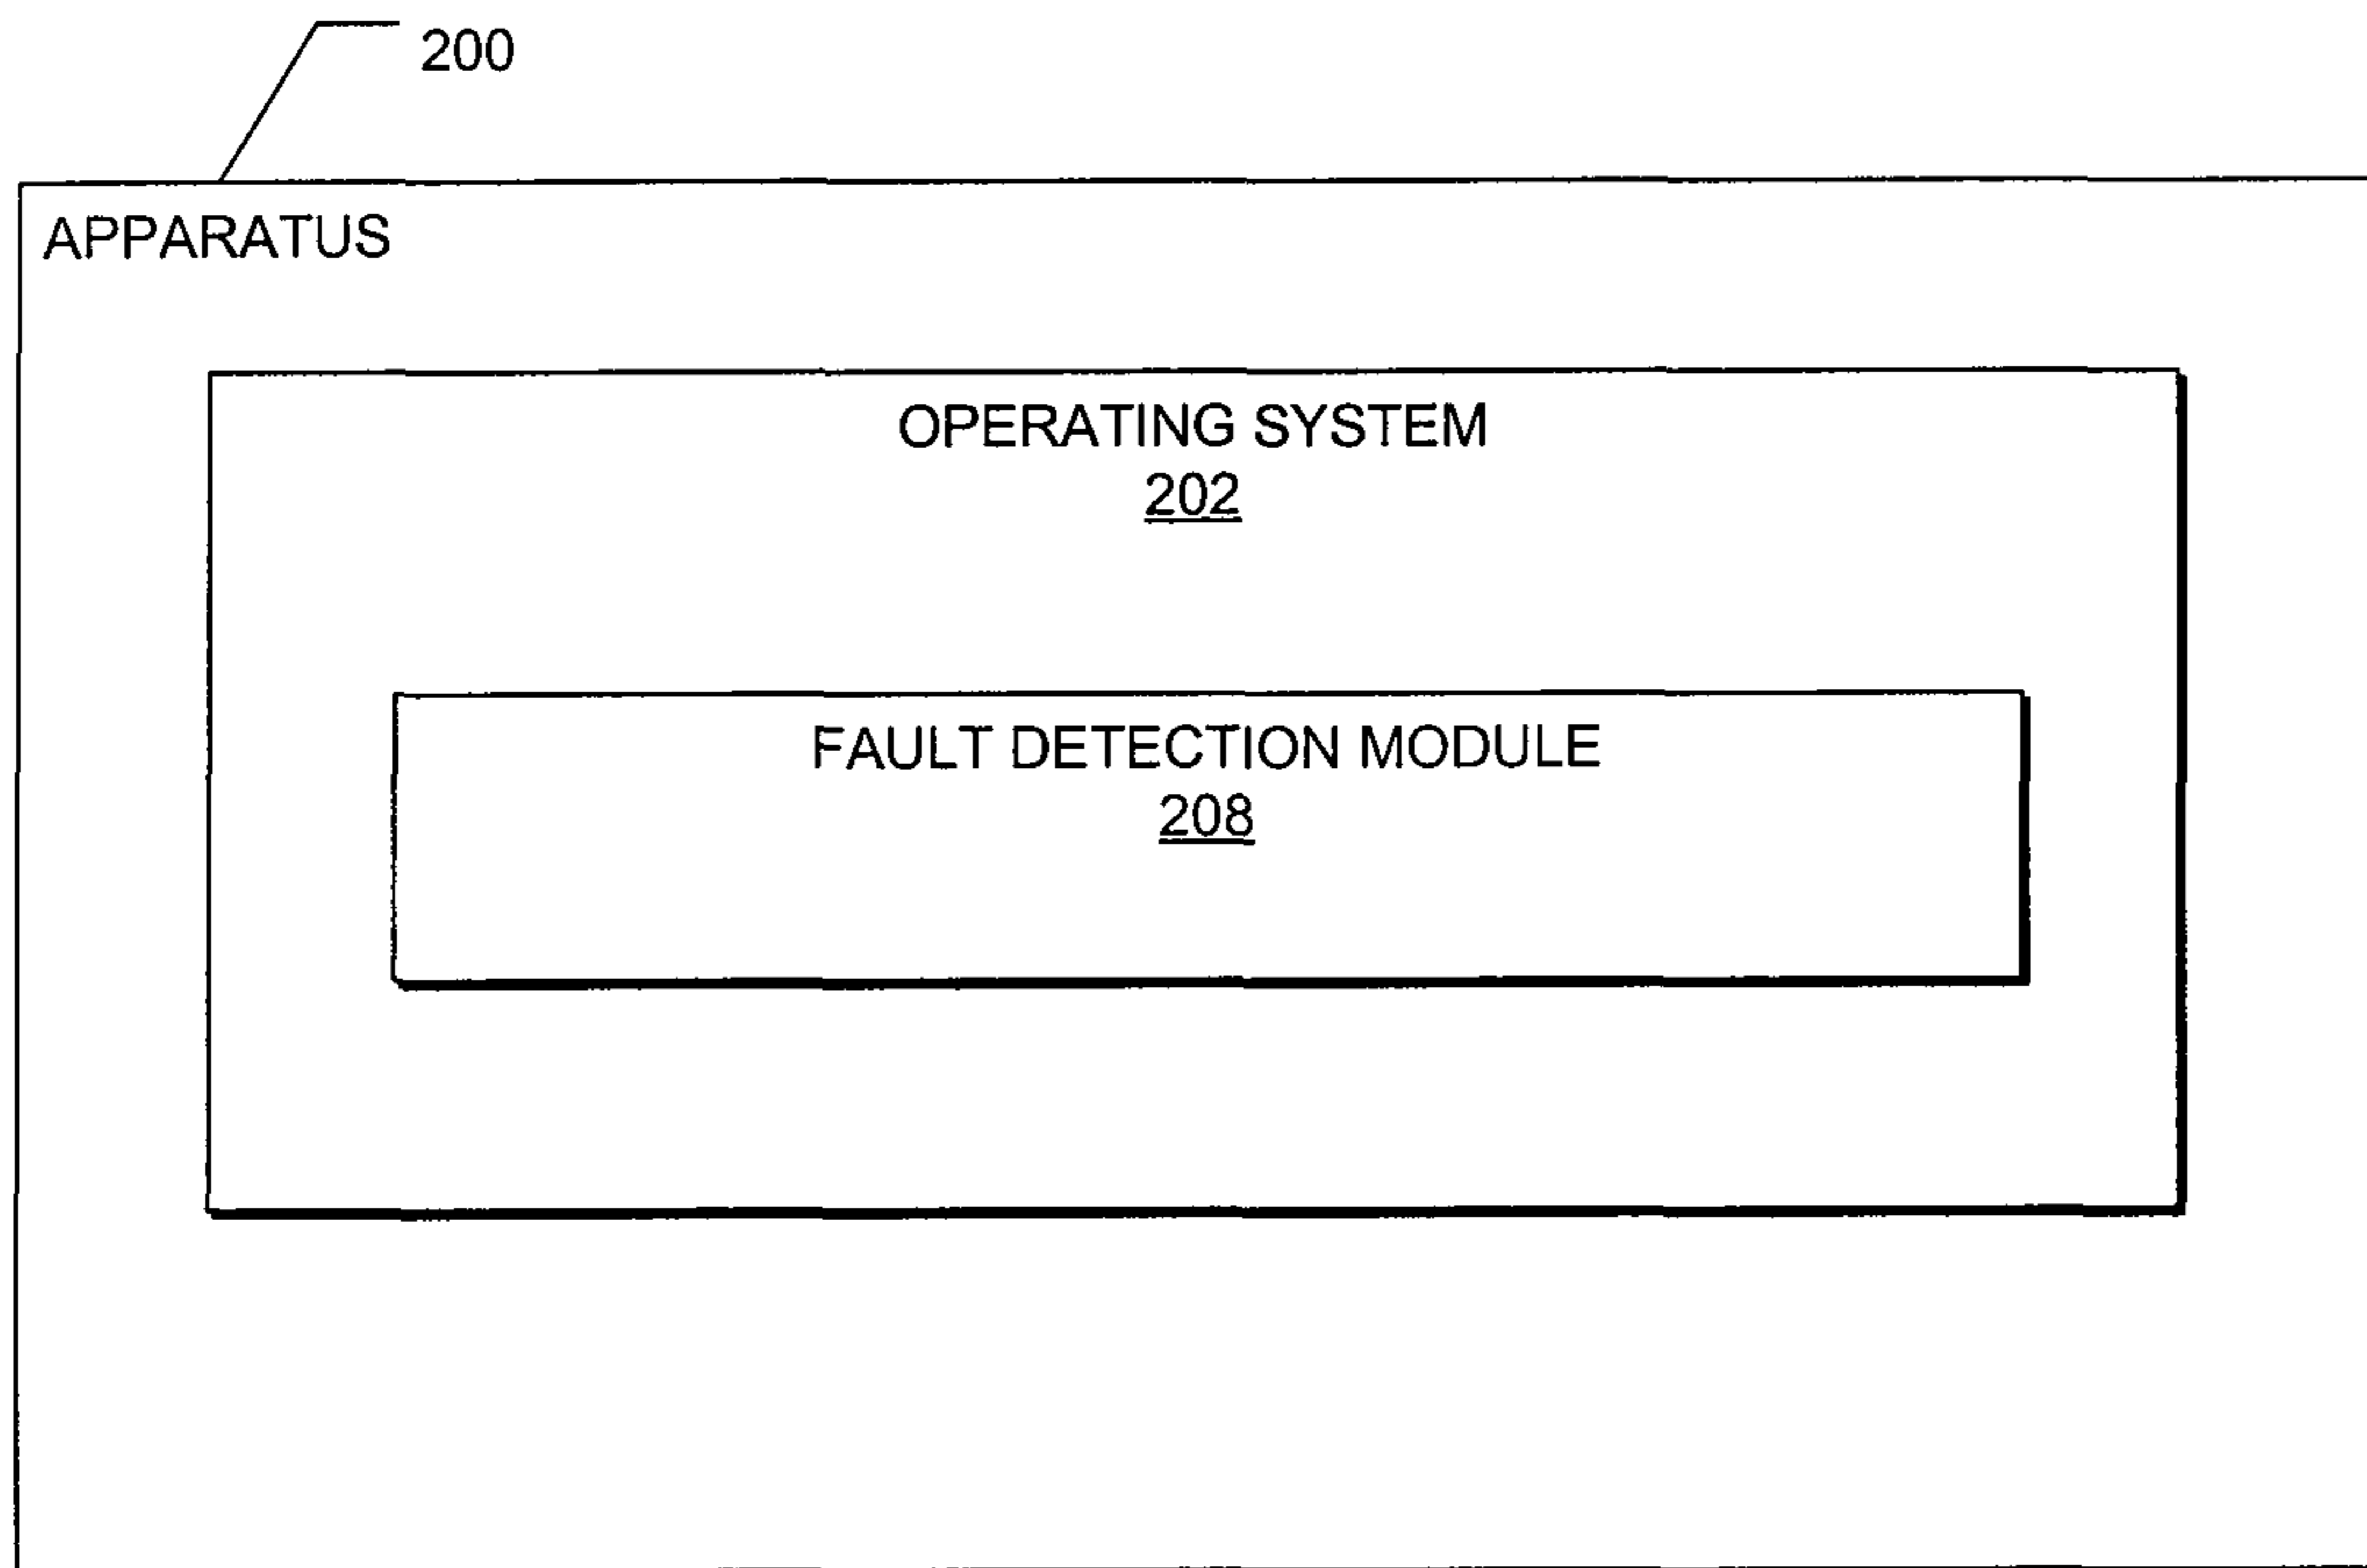 200
APPARATUS
OPERATING SYSTEM
202
FAULT DETECTION MODULE
208